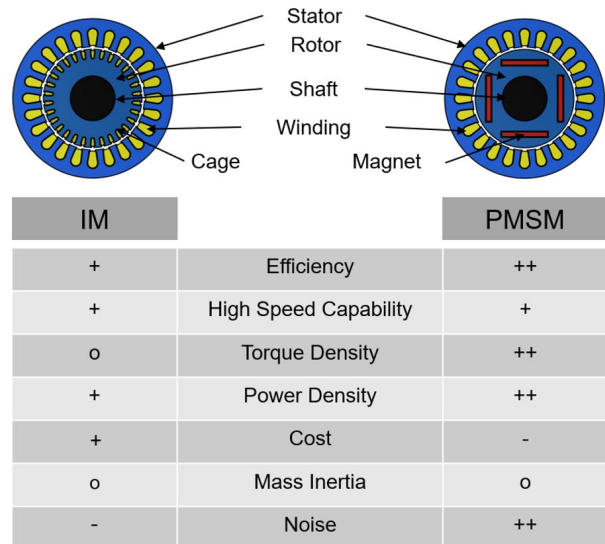 Stator
Rotor
Shaft
Winding
Cage Magnet
IM PMSM
+ Efficiency ++
+ High Speed Capability +
o Torque Density ++
+ Power Density ++
+ Cost -
o Mass Inertia o
- Noise ++